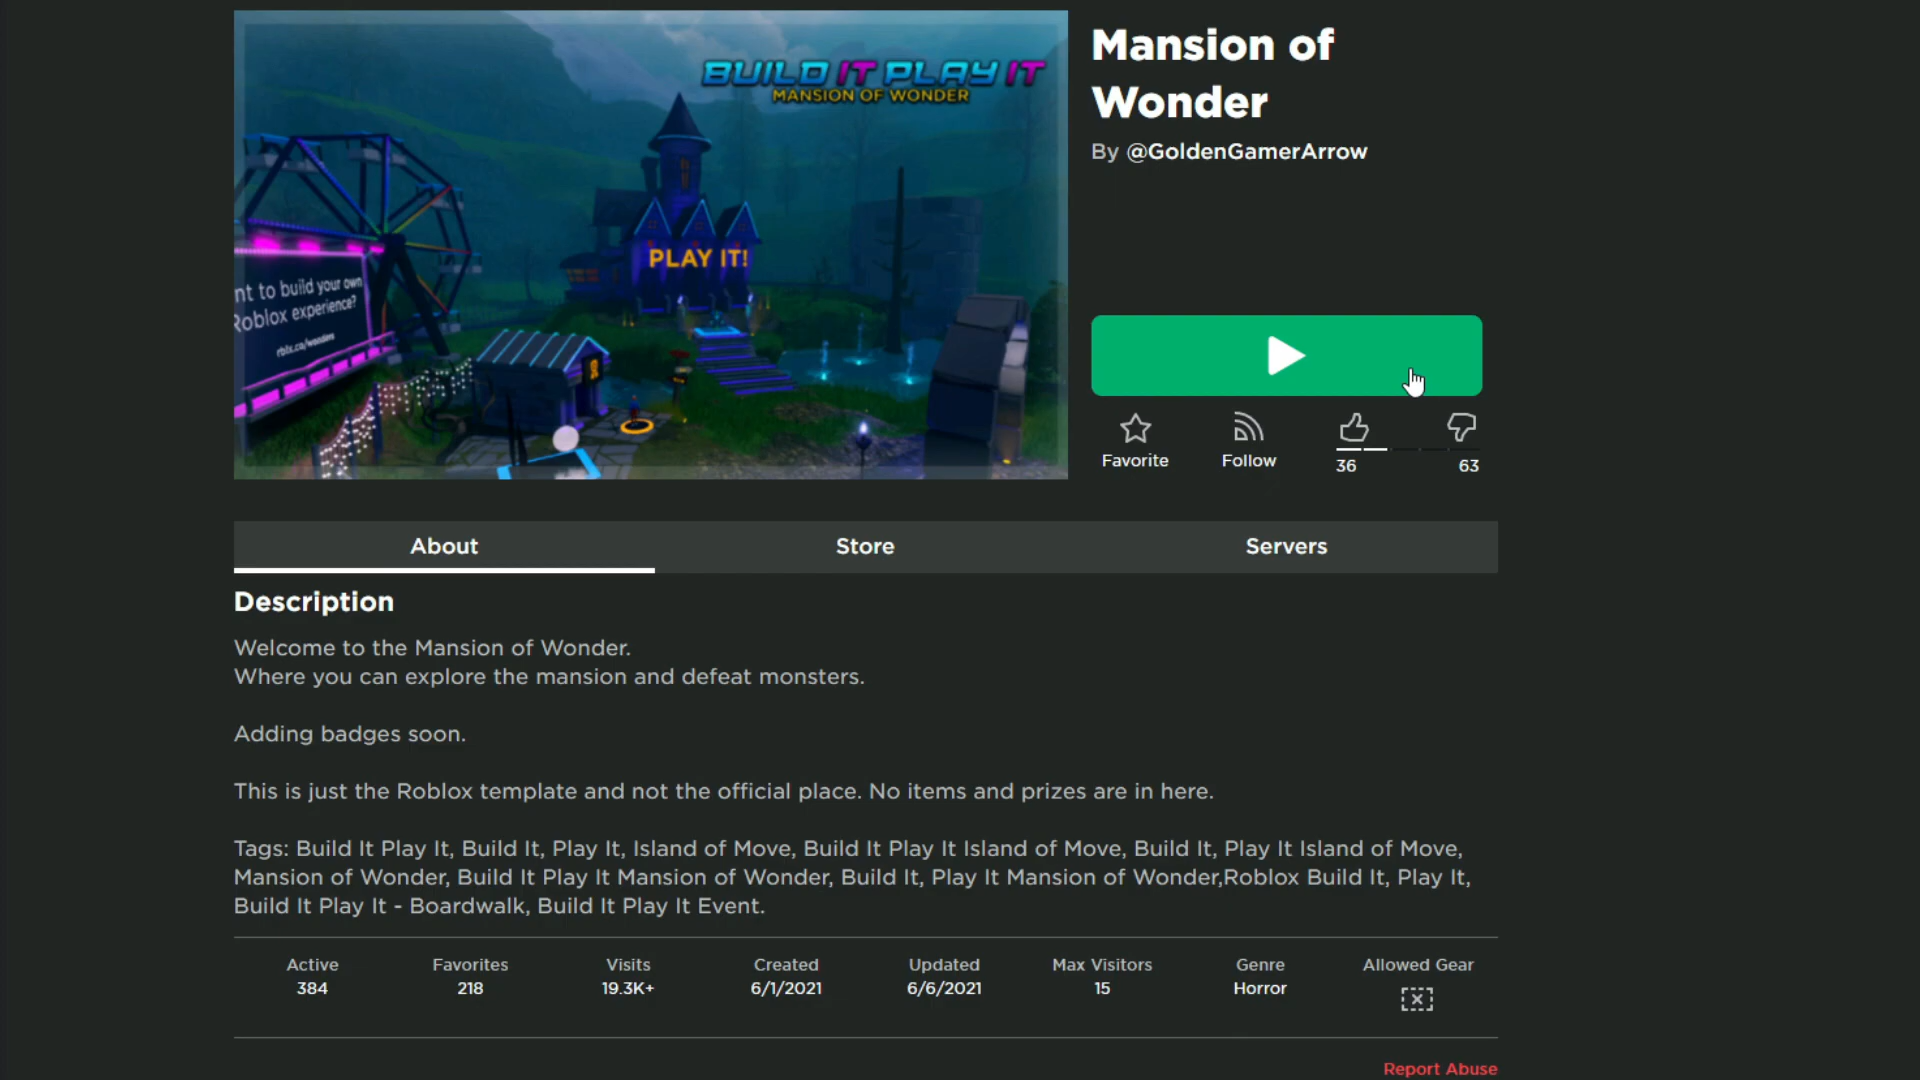 BUILD IT PLAY IT
MANSION OF WONDER
PLAY IT!
nt to build your own
Roblox experience?
rblx.co/wonders
Mansion of
Wonder
By @GoldenGamerArrow
Favorite
Follow
36
63
About
Store
Servers
Description
Welcome to the Mansion of Wonder.
Where you can explore the mansion and defeat monsters.
Adding badges soon.
This is just the Roblox template and not the official place. No items and prizes are in here.
Tags: Build It Play It, Build It, Play It, Island of Move, Build It Play It Island of Move, Build It, Play It Island of Move,
Mansion of Wonder, Build It Play It Mansion of Wonder, Build It, Play It Mansion of Wonder,Roblox Build It, Play It,
Build It Play It - Boardwalk, Build It Play It Event.
Active
Favorites
Visits
Created
Updated
Max Visitors
Genre
Allowed Gear
384
218
19.3K+
6/1/2021
6/6/2021
15
Horror
Report Abuse